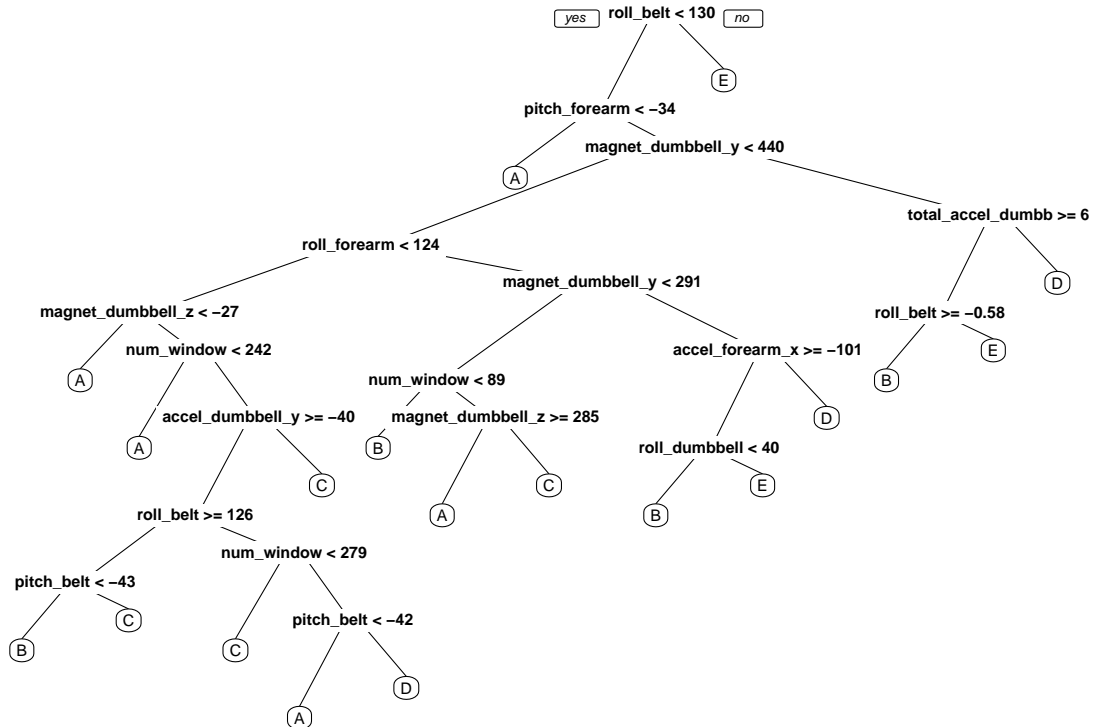 yes roll_belt < 130 no
E
pitch_forearm < −34
magnet_dumbbell_y < 440
A
total_accel_dumbb >= 6
roll_forearm < 124
magnet_dumbbell_y < 291
D
magnet_dumbbell_z < −27
roll_belt >= −0.58
num_window < 242
accel_forearm_x >= −101
E
A
num_window < 89
B
accel_dumbbell_y >= −40
magnet_dumbbell_z >= 285
D
A
B
roll_dumbbell < 40
C
C
E
roll_belt >= 126
A
B
num_window < 279
pitch_belt < −43
C
pitch_belt < −42
B
C
D
A